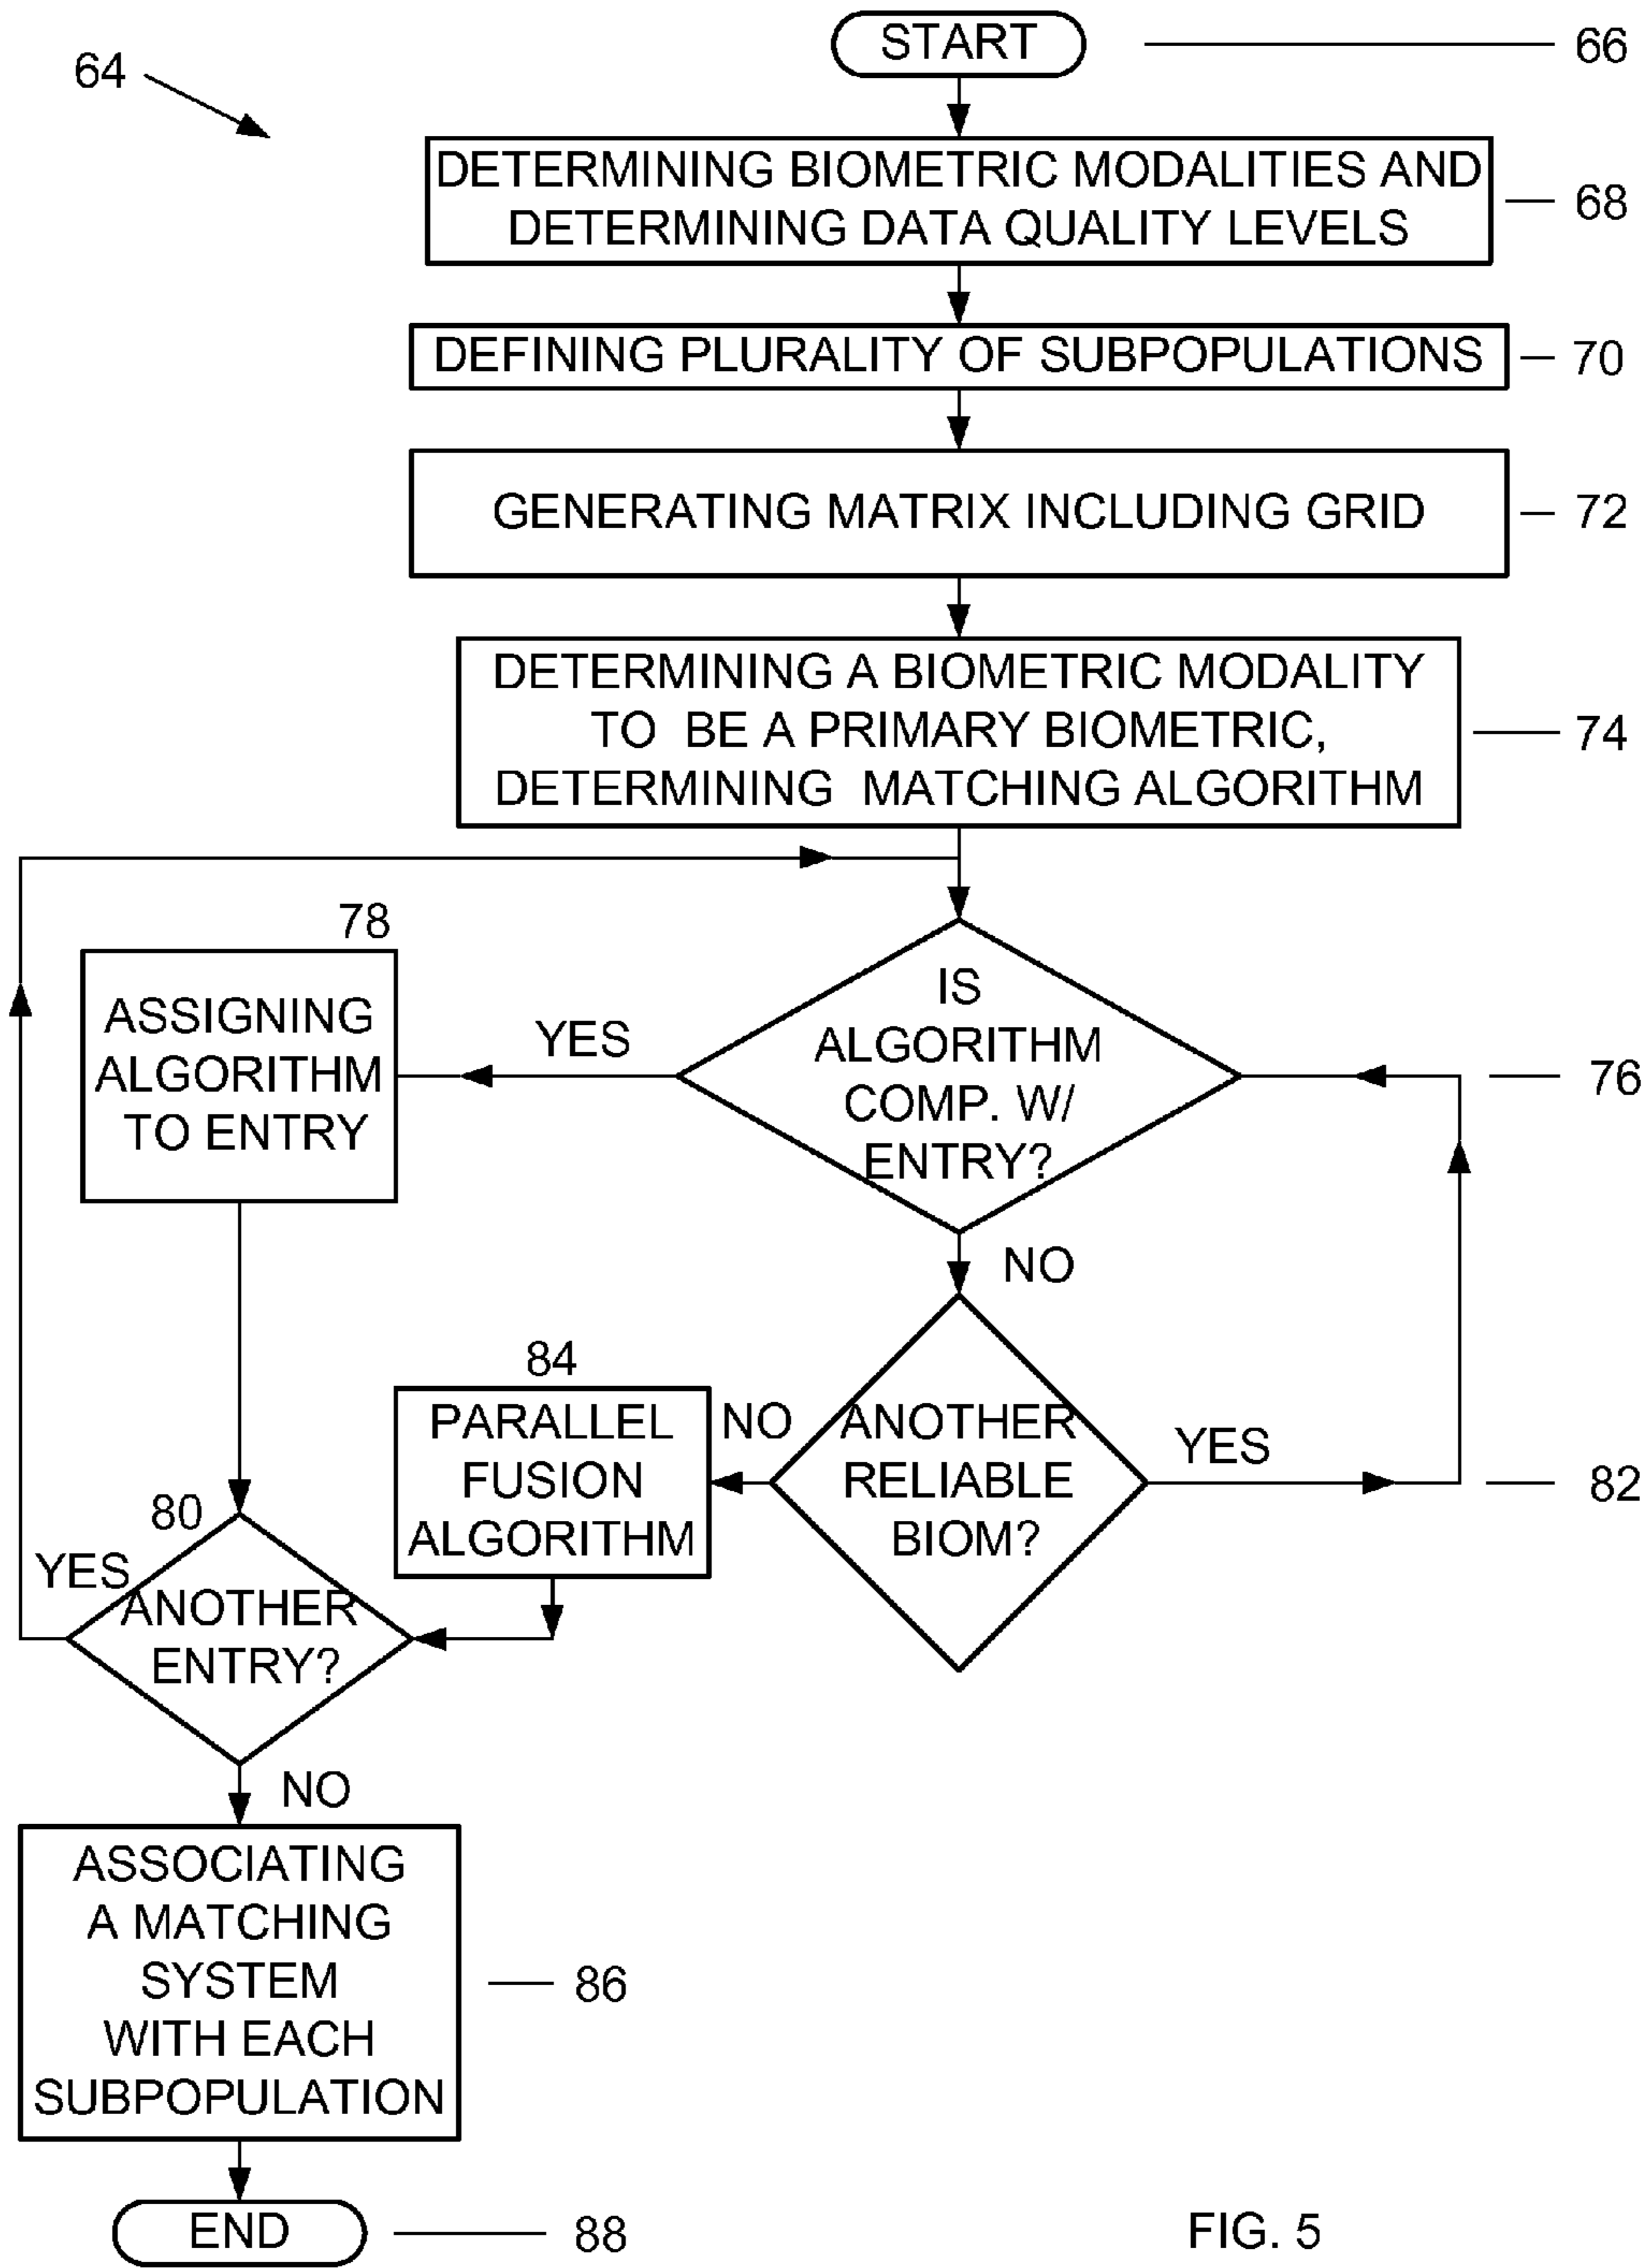 START
66
64
DETERMINING BIOMETRIC MODALITIES AND
DETERMINING DATA QUALITY LEVELS
68
DEFINING PLURALITY OF SUBPOPULATIONS
70
GENERATING MATRIX INCLUDING GRID
72
DETERMINING A BIOMETRIC MODALITY
TO BE A PRIMARY BIOMETRIC,
DETERMINING MATCHING ALGORITHM
74
78
ASSIGNING
ALGORITHM
TO ENTRY
YES
IS
ALGORITHM
COMP. W/
ENTRY?
76
NO
84
PARALLEL
FUSION
ALGORITHM
NO
ANOTHER
RELIABLE
BIOM?
YES
82
80
YES
ANOTHER
ENTRY?
NO
ASSOCIATING
A MATCHING
SYSTEM
WITH EACH
SUBPOPULATION
86
END
88
FIG. 5